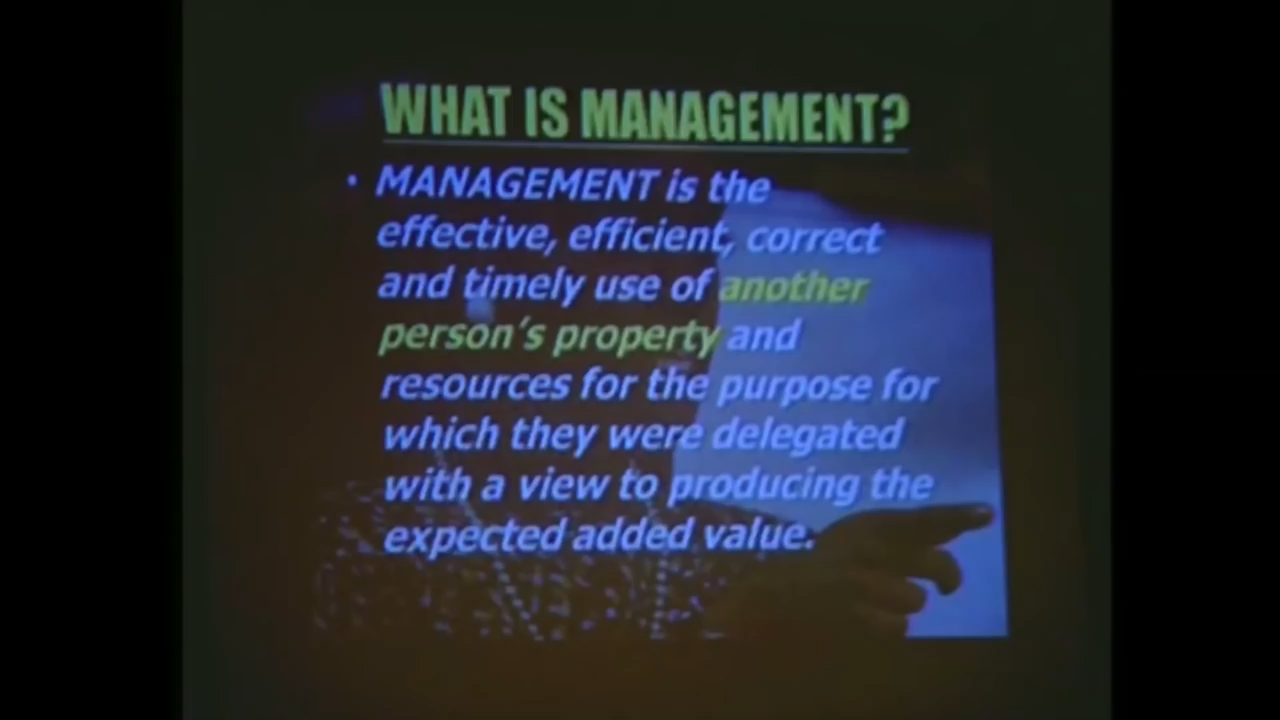 WHAT IS MANAGEMENT?
• MANAGEMENT is the
effective, efficient, correct
and timely use of another
person's property and
resources for the purpose for
which they were delegated
with a view to producing the
expected added value.